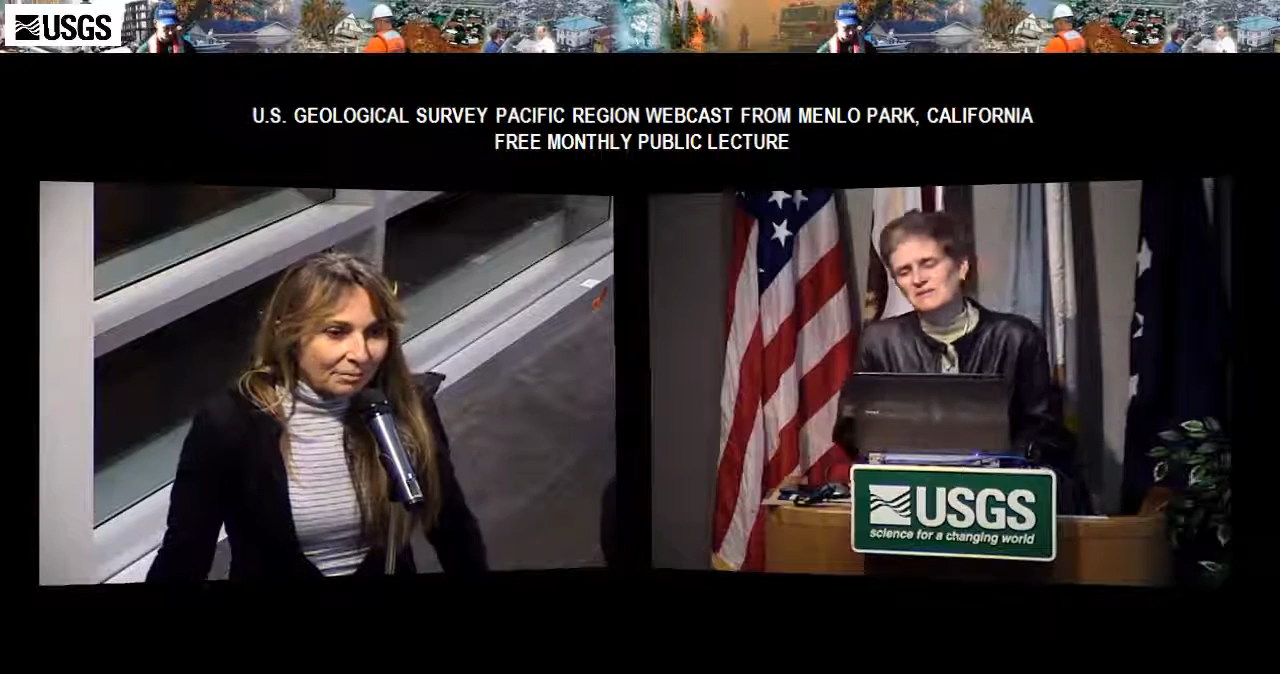 USGS
U.S. GEOLOGICAL SURVEY PACIFIC REGION WEBCAST FROM MENLO PARK, CALIFORNIA
FREE MONTHLY PUBLIC LECTURE
USGS
science for a changing world